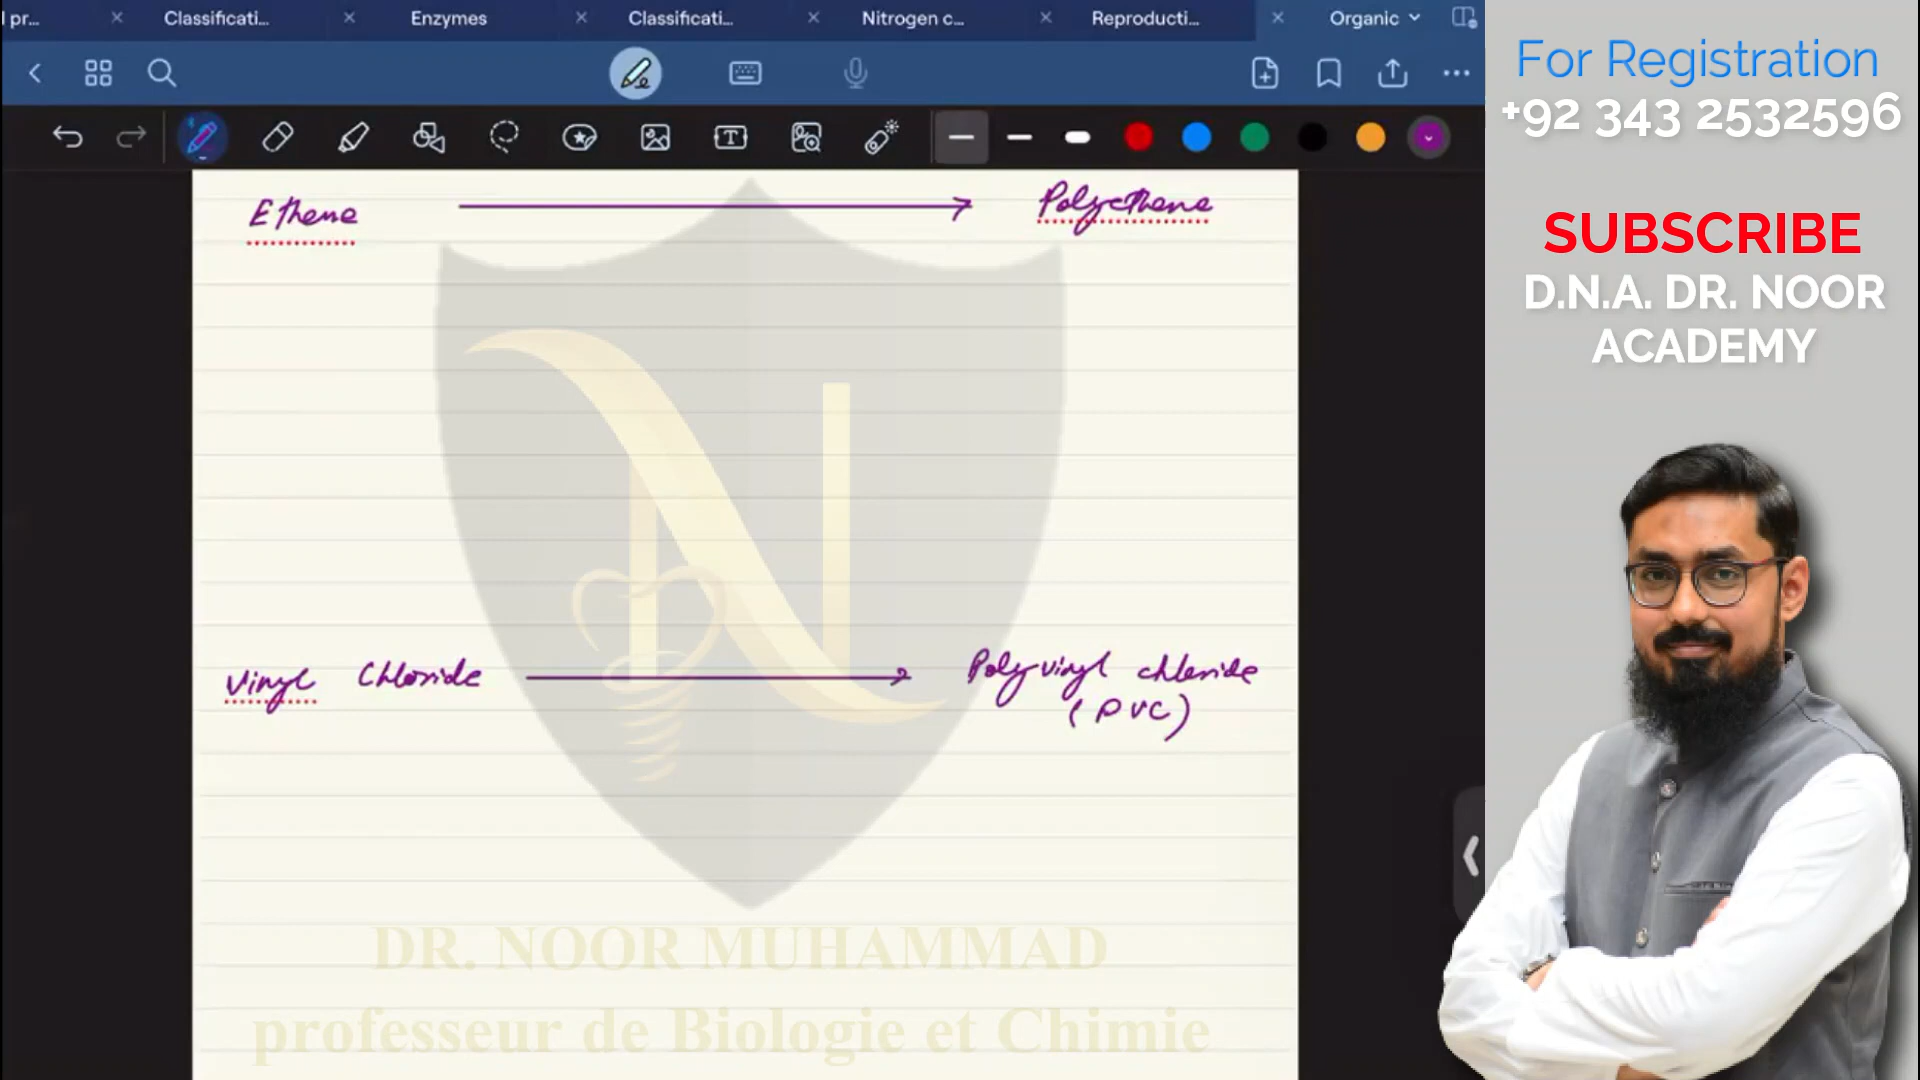 l pr...
Classificati...
Enzymes
Classificati...
Nitrogen c...
Reproducti...
Organic
For Registration
+92 343 2532596
SUBSCRIBE
D.N.A. DR. NOOR
ACADEMY
Ethene
Polyethene
Vinyl Chloride
Polyvinyl chloride
(PVC)
DR. NOOR MUHAMMAD
professeur de Biologie et Chimie